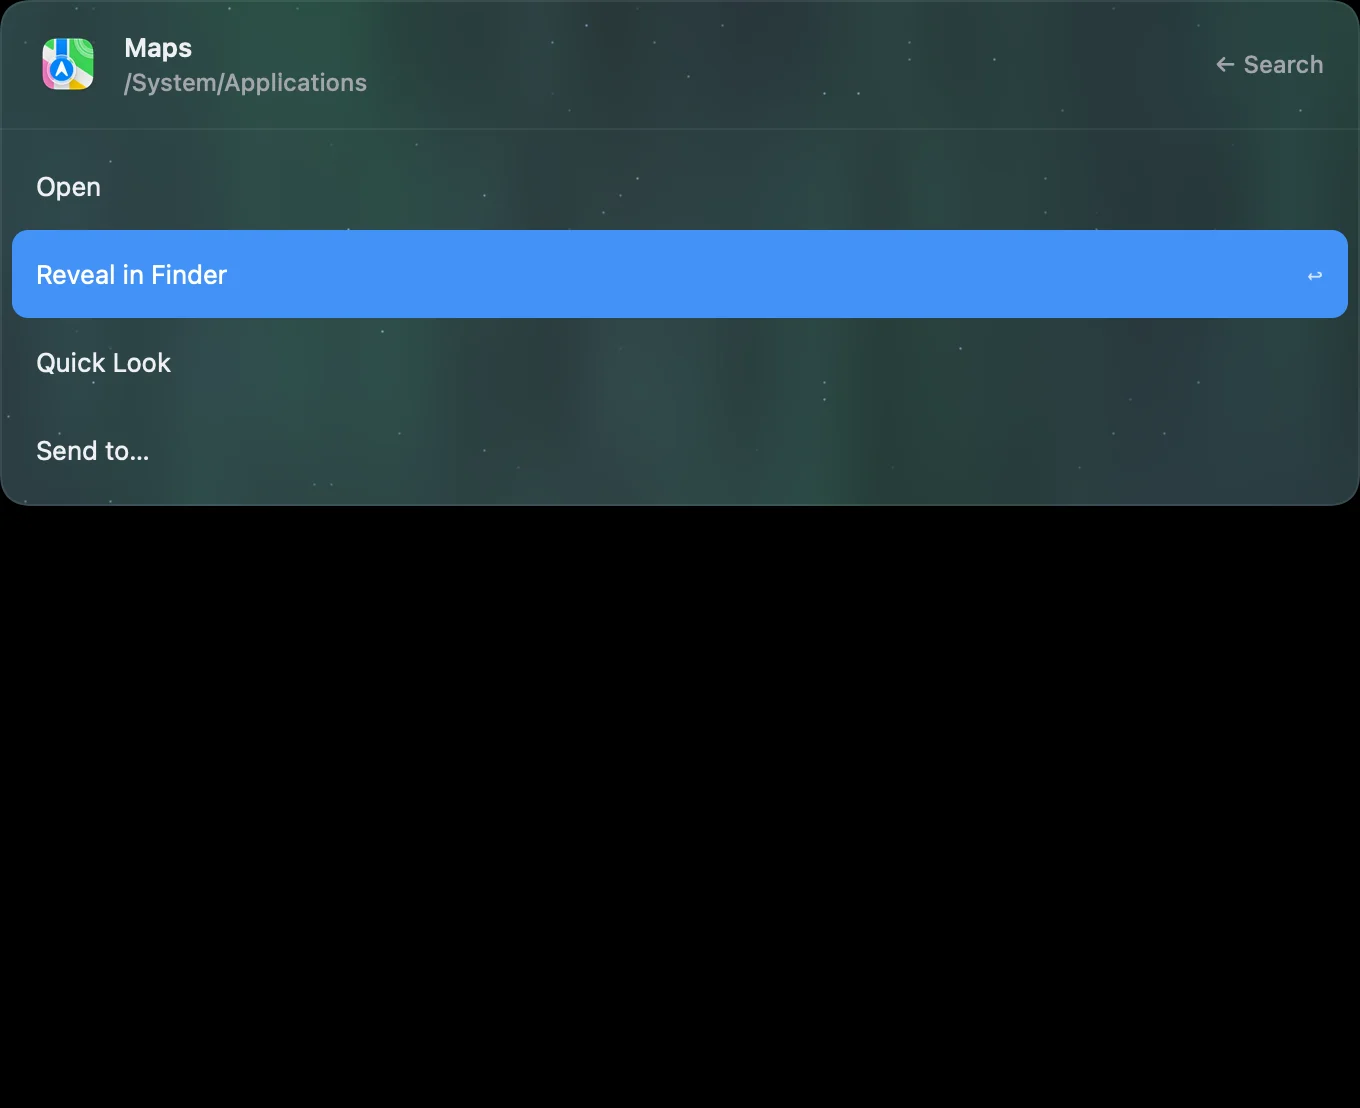 Maps
/System/Applications
← Search
Open
Reveal in Finder ↩
Quick Look
Send to...